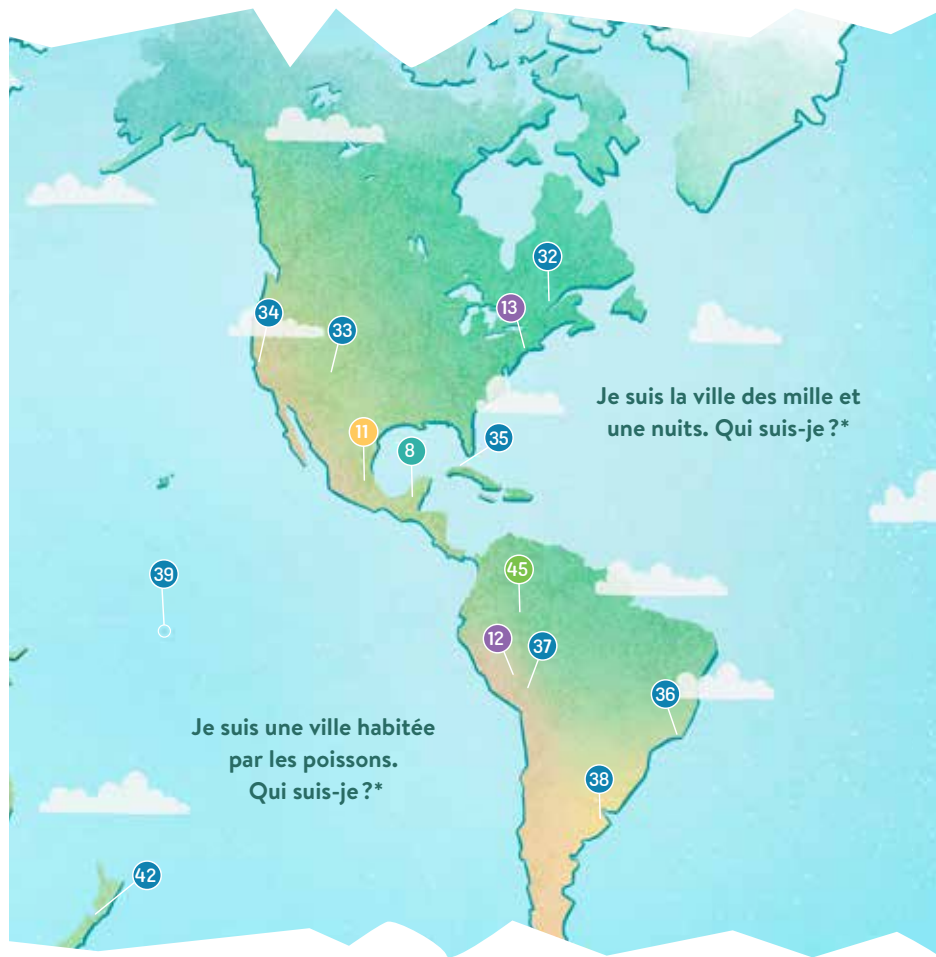 32
13
34
33
Je suis la ville des mille et
une nuits. Qui suis-je ?*
11
35
8
45
39
12
37
36
Je suis une ville habitée
par les poissons.
Qui suis-je ?*
38
42